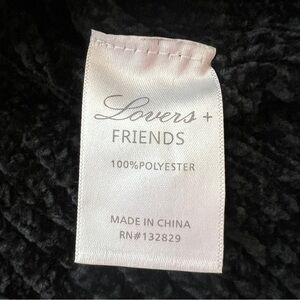 Lovers +
FRIENDS
100%POLYESTER
MADE IN CHINA
RN#132829